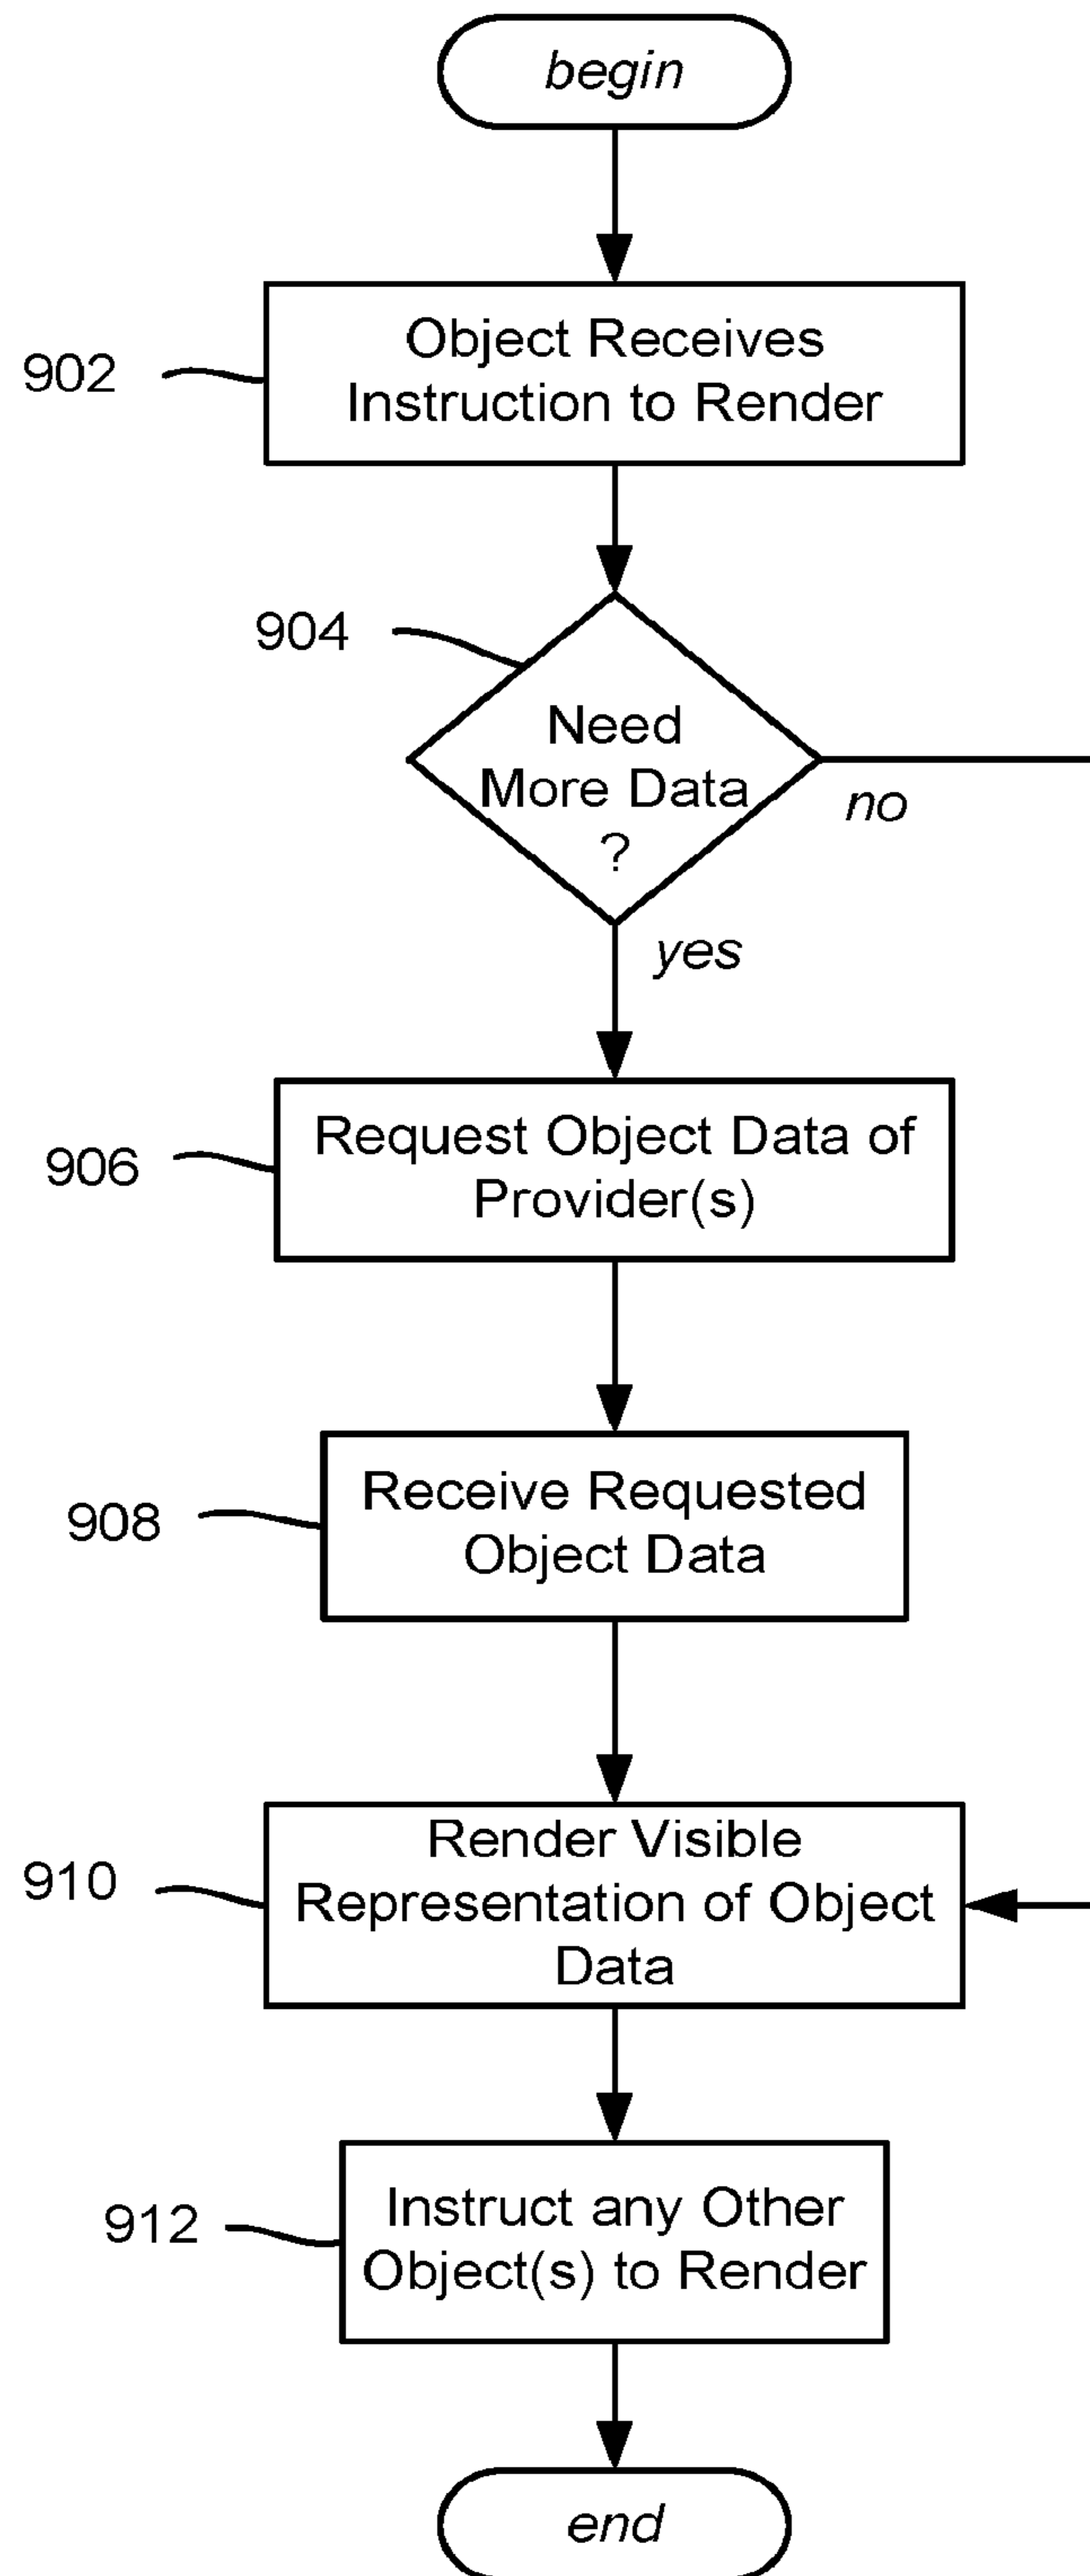 begin
902
Object Receives
Instruction to Render
904
Need
More Data
?
no
yes
906
Request Object Data of
Provider(s)
908
Receive Requested
Object Data
910
Render Visible
Representation of Object
Data
912
Instruct any Other
Object(s) to Render
end